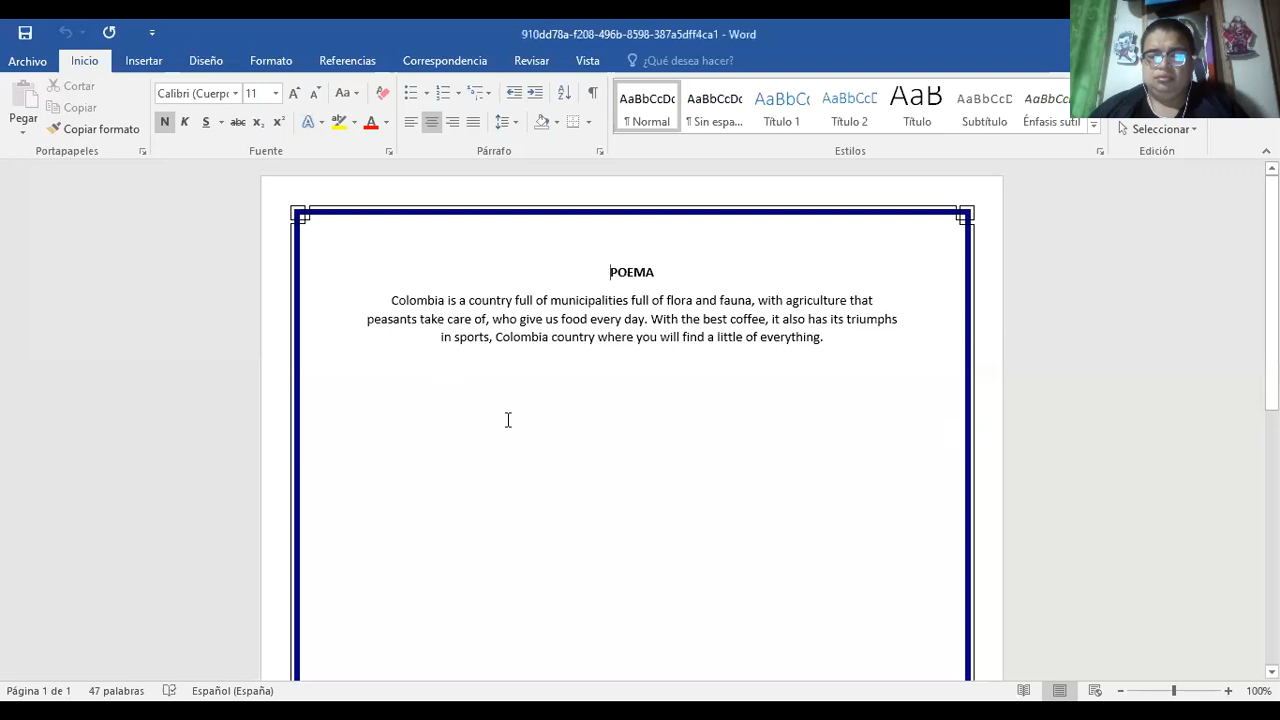 910dd78a-f208-496b-8598-387a5dff4ca1 - Word
Archivo Inicio Insertar Diseño Formato Referencias Correspondencia Revisar Vista ¿Qué desea hacer?
Pegar
Cortar
Copiar
Copiar formato
Portapapeles
Calibri (Cuerpo 11
Aa
N K S abc x₂ x²
A A
Fuente
Párrafo
AaBbCcDc AaBbCcDc AaBbCc AaBbCcD AaB AaBbCcD AaBbCcD
¶ Normal ¶ Sin espa... Título 1 Título 2 Título Subtítulo Énfasis sutil
Estilos
Seleccionar
Edición
POEMA
Colombia is a country full of municipalities full of flora and fauna, with agriculture that
peasants take care of, who give us food every day. With the best coffee, it also has its triumphs
in sports, Colombia country where you will find a little of everything.
Página 1 de 1 47 palabras Español (España) 100%